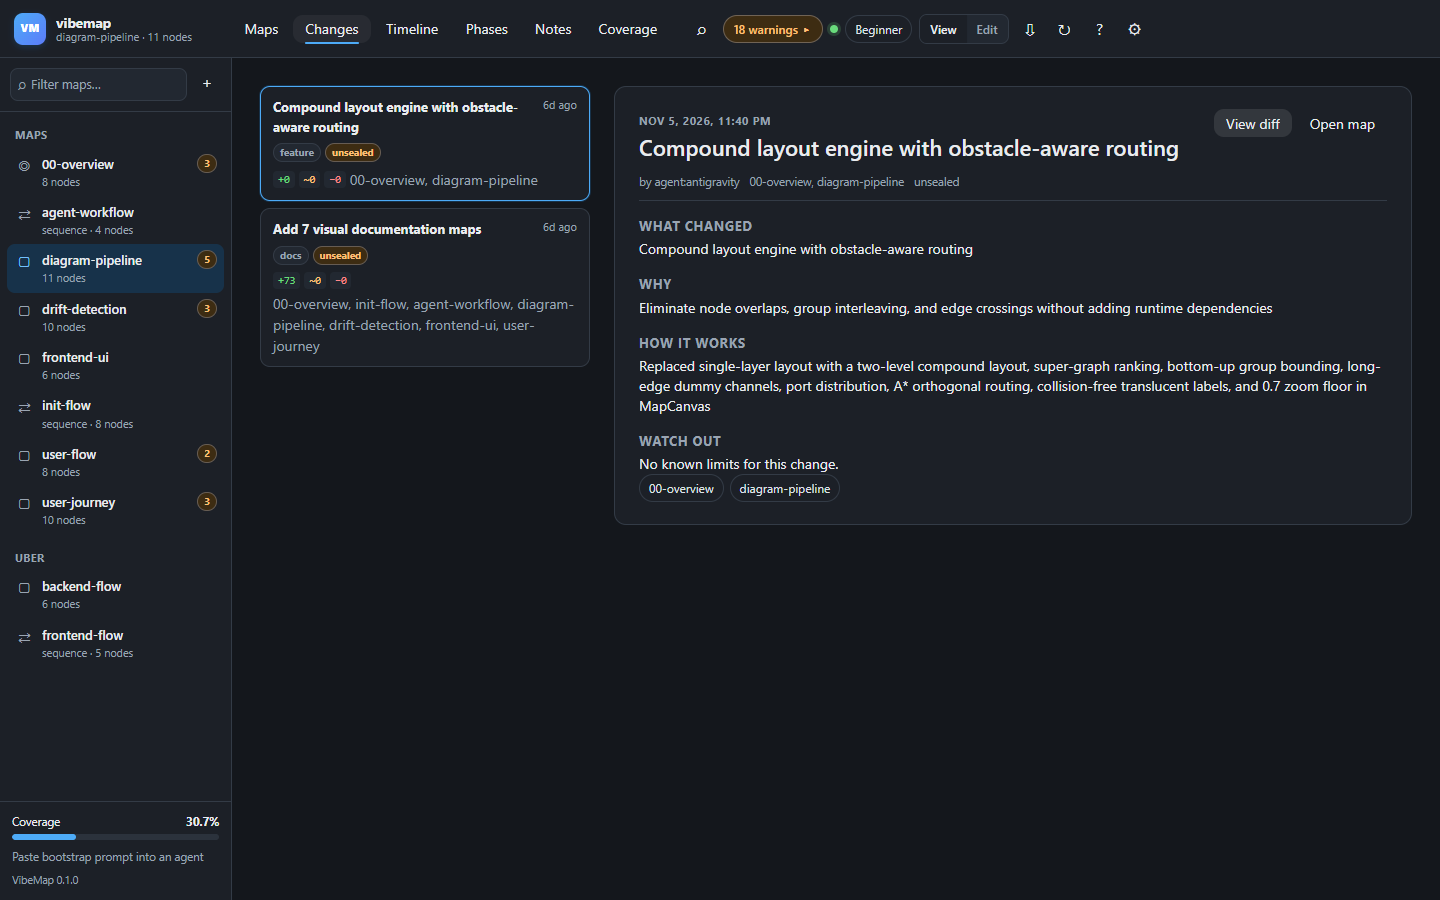 VM
vibemap
diagram-pipeline · 11 nodes
Maps
Changes
Timeline
Phases
Notes
Coverage
18 warnings ▸
Beginner
View
Edit
?
Filter maps...
+
MAPS
00-overview
3
8 nodes
agent-workflow
sequence · 4 nodes
diagram-pipeline
5
11 nodes
drift-detection
3
10 nodes
frontend-ui
6 nodes
init-flow
sequence · 8 nodes
user-flow
2
8 nodes
user-journey
3
10 nodes
UBER
backend-flow
6 nodes
frontend-flow
sequence · 5 nodes
Coverage
30.7%
Paste bootstrap prompt into an agent
VibeMap 0.1.0
Compound layout engine with obstacle-
aware routing
6d ago
feature
unsealed
+0 ~0 −0 00-overview, diagram-pipeline
Add 7 visual documentation maps
6d ago
docs
unsealed
+73 ~0 −0
00-overview, init-flow, agent-workflow, diagram-
pipeline, drift-detection, frontend-ui, user-
journey
NOV 5, 2026, 11:40 PM
View diff
Open map
Compound layout engine with obstacle-aware routing
by agent:antigravity 00-overview, diagram-pipeline unsealed
WHAT CHANGED
Compound layout engine with obstacle-aware routing
WHY
Eliminate node overlaps, group interleaving, and edge crossings without adding runtime dependencies
HOW IT WORKS
Replaced single-layer layout with a two-level compound layout, super-graph ranking, bottom-up group bounding, long-
edge dummy channels, port distribution, A* orthogonal routing, collision-free translucent labels, and 0.7 zoom floor in
MapCanvas
WATCH OUT
No known limits for this change.
00-overview
diagram-pipeline